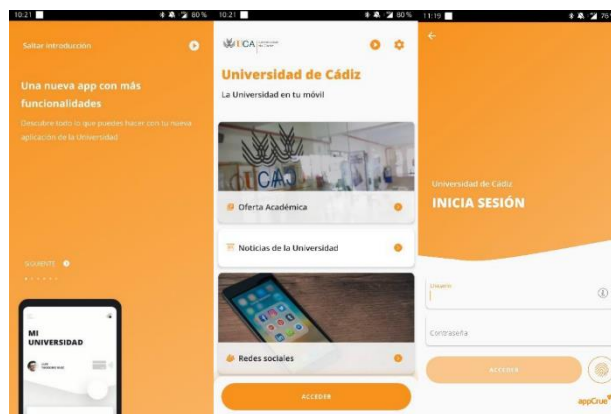 10:21
80%
Saltar introducción
Una nueva app con más
funcionalidades
Descubre todo lo que puedes hacer con tu nueva
aplicación de la Universidad
SIGUIENTE
MI
UNIVERSIDAD
10:21
80%
UCA
Universidad de Cádiz
La Universidad en tu móvil
UCA
Oferta Académica
Noticias de la Universidad
Redes sociales
ACCEDER
11:19
Universidad de Cádiz
INICIA SESIÓN
Usuario
Contraseña
ACCEDER
appCrue